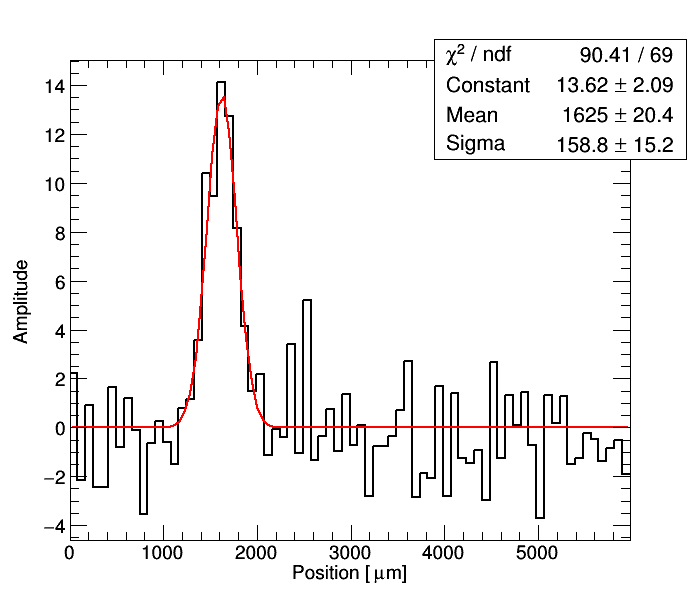 χ² / ndf 90.41 / 69
Constant 13.62 ± 2.09
Mean 1625 ± 20.4
Sigma 158.8 ± 15.2
14
12
10
8
6
4
2
0
−2
−4
Amplitude
0 1000 2000 3000 4000 5000
Position [ μm]